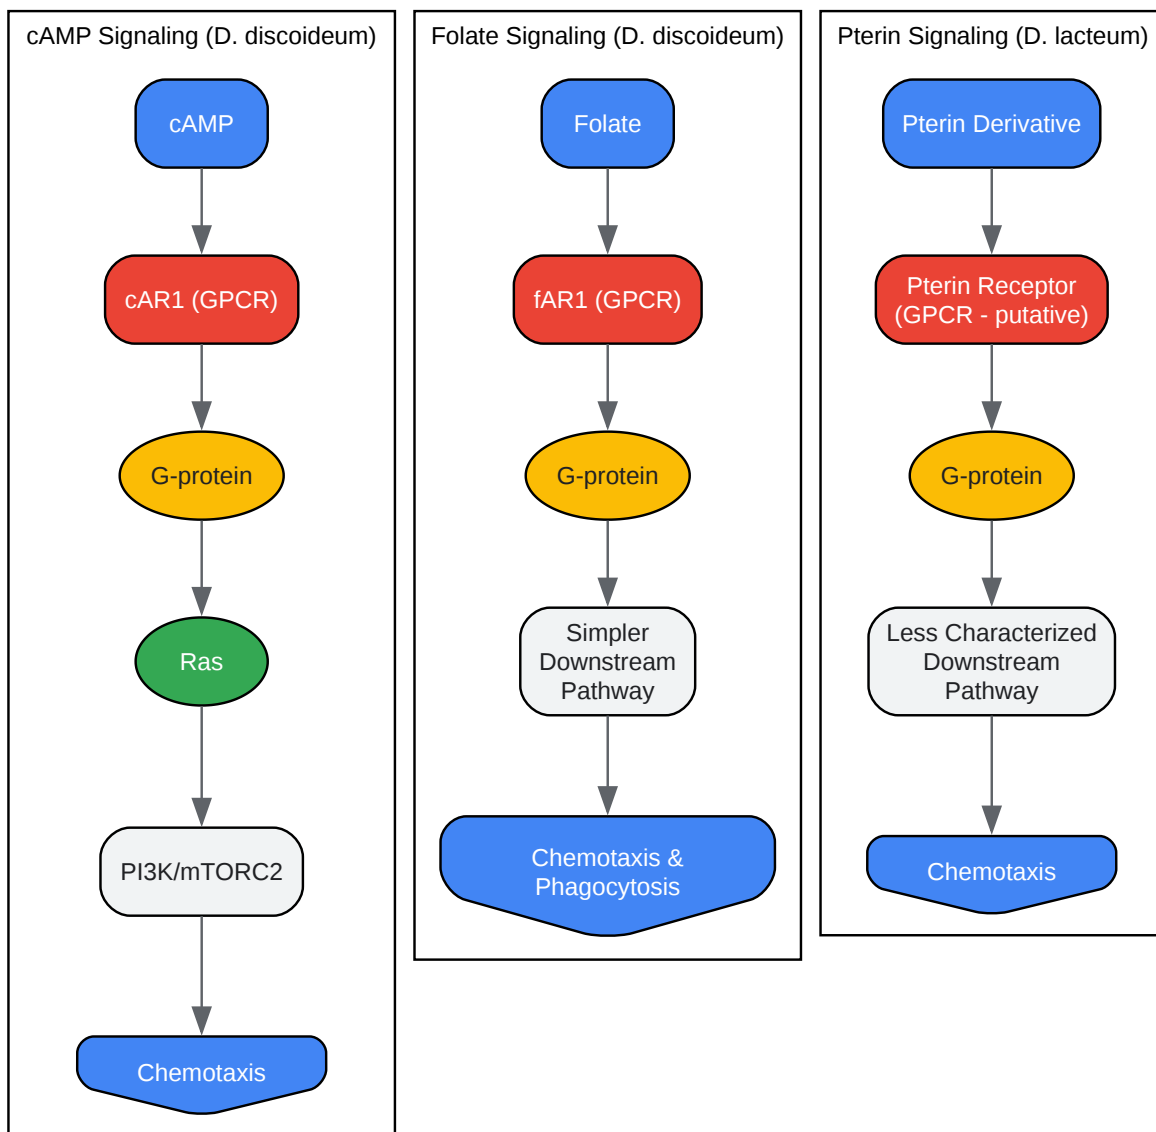 cAMP Signaling (D. discoideum)
cAMP
cAR1 (GPCR)
G-protein
Ras
PI3K/mTORC2
Chemotaxis
Folate Signaling (D. discoideum)
Folate
fAR1 (GPCR)
G-protein
Simpler
Downstream
Pathway
Chemotaxis &
Phagocytosis
Pterin Signaling (D. lacteum)
Pterin Derivative
Pterin Receptor
(GPCR - putative)
G-protein
Less Characterized
Downstream
Pathway
Chemotaxis